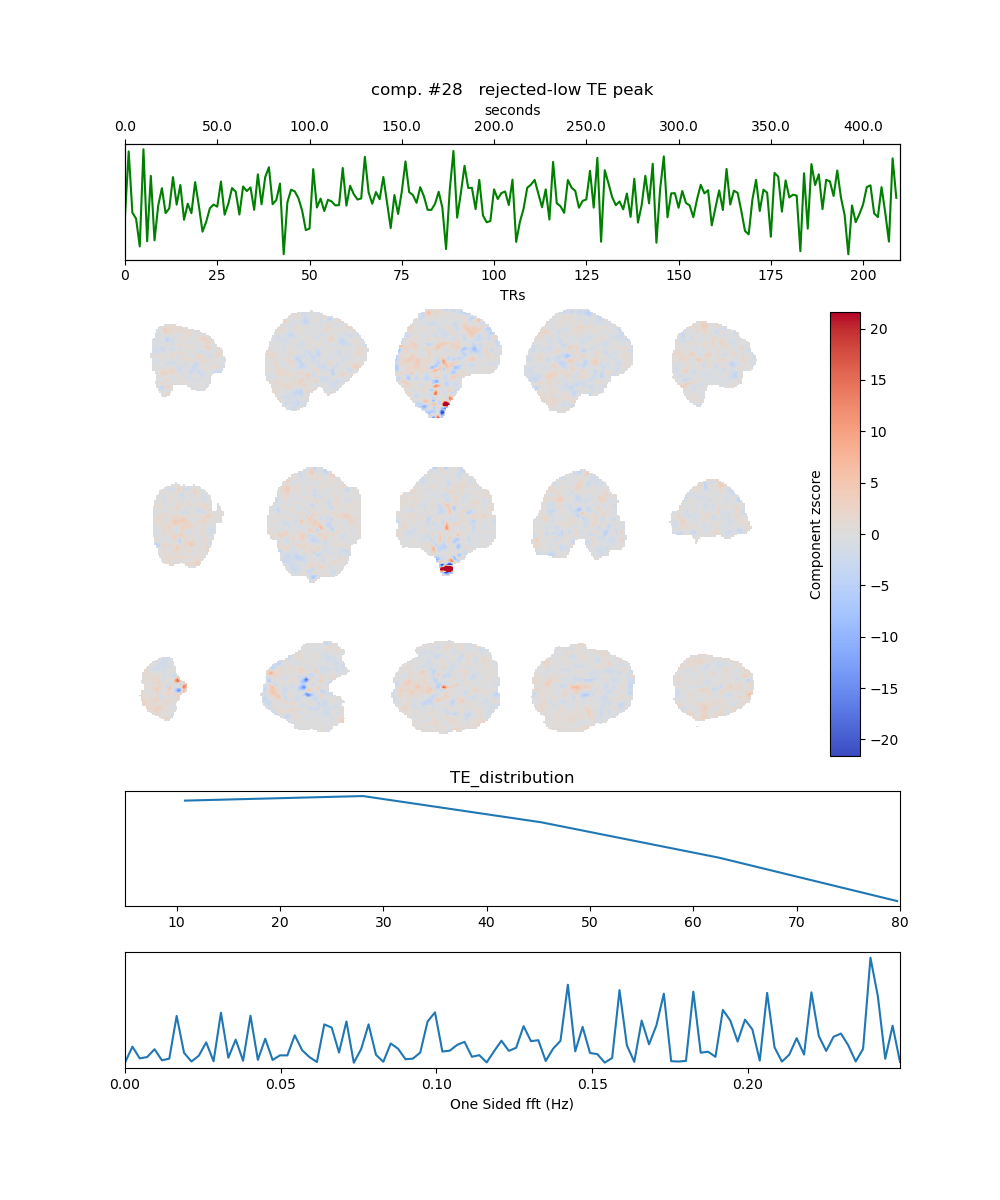 comp. #28   rejected-low TE peak
seconds
0.0 50.0 100.0 150.0 200.0 250.0 300.0 350.0 400.0
0 25 50 75 100 125 150 175 200
TRs
20
15
10
5
0
−5
−10
−15
−20
Component zscore
TE_distribution
10 20 30 40 50 60 70 80
0.00 0.05 0.10 0.15 0.20
One Sided fft (Hz)